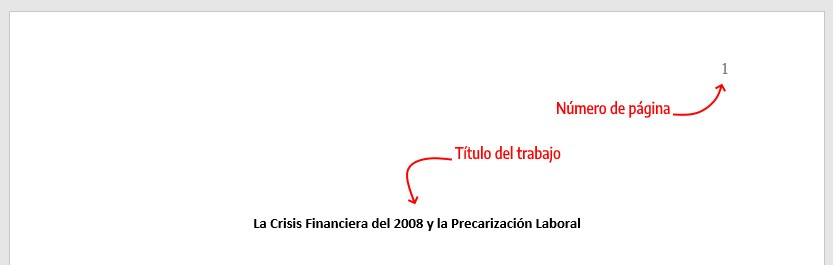 1
Número de página
Título del trabajo
La Crisis Financiera del 2008 y la Precarización Laboral